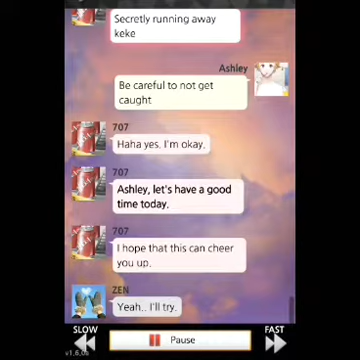 Secretly running away
keke
Ashley
Be careful to not get
caught
707
Haha yes. I'm okay.
707
Ashley, let's have a good
time today.
707
I hope that this can cheer
you up.
ZEN
Yeah.. I'll try.
SLOW
Pause
FAST